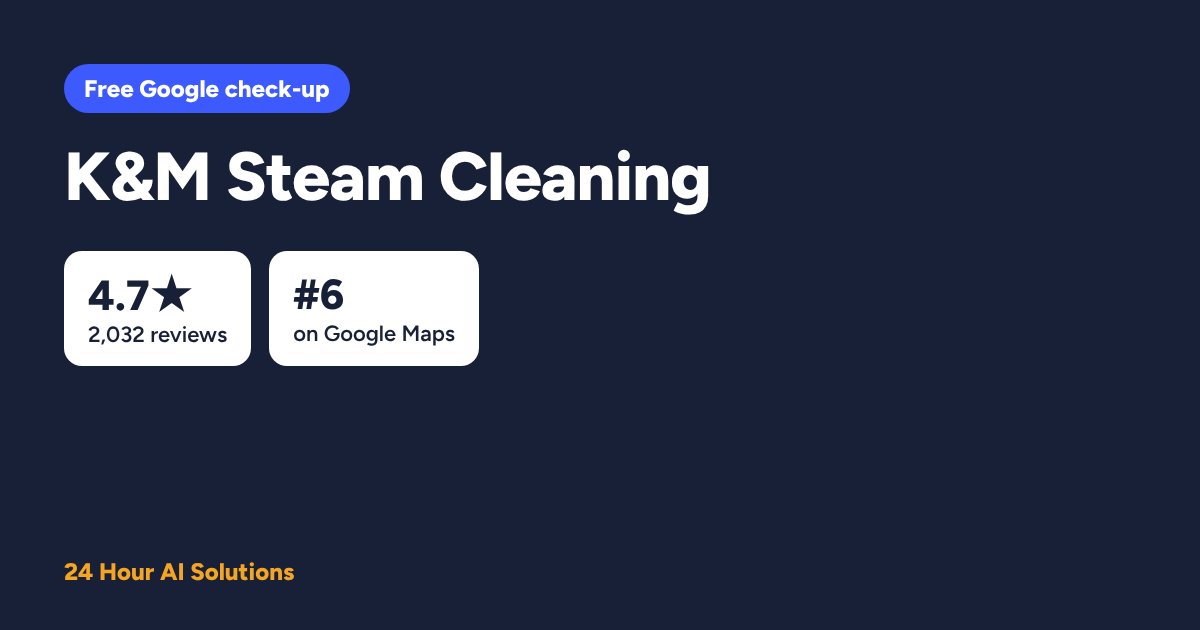 Free Google check-up
K&M Steam Cleaning
4.7★
2,032 reviews
#6
on Google Maps
24 Hour AI Solutions